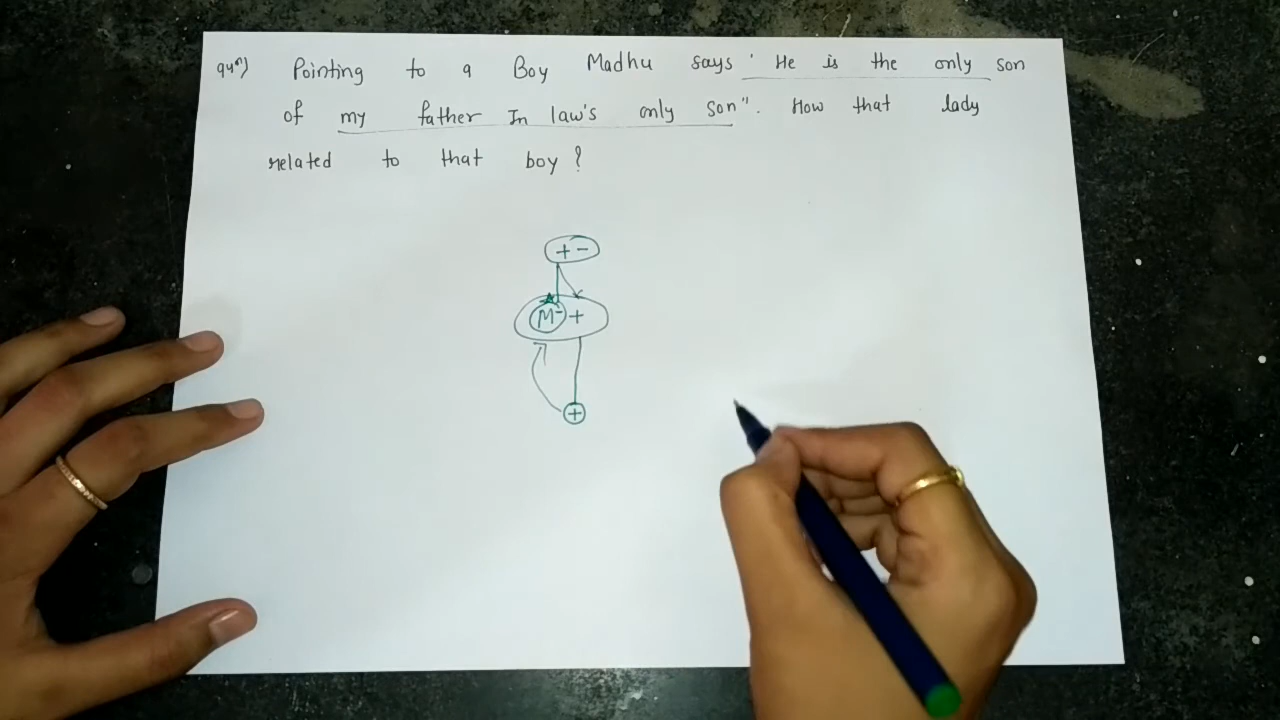 qun) Pointing to a Boy Madhu says ' He is the only son
of my father In law's only son". How that lady
related to that boy ?
+ -
M- +
+